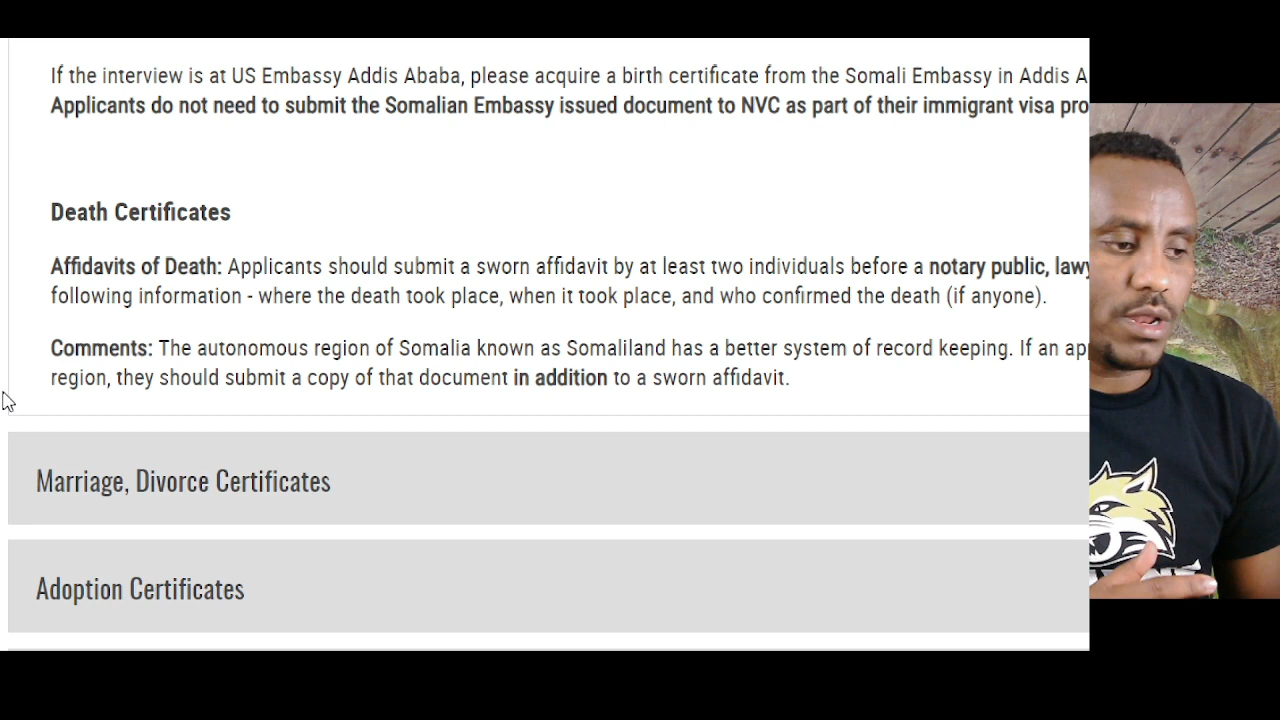 If the interview is at US Embassy Addis Ababa, please acquire a birth certificate from the Somali Embassy in Addis A
Applicants do not need to submit the Somalian Embassy issued document to NVC as part of their immigrant visa pro
Death Certificates
Affidavits of Death: Applicants should submit a sworn affidavit by at least two individuals before a notary public, lawy
following information - where the death took place, when it took place, and who confirmed the death (if anyone).
Comments: The autonomous region of Somalia known as Somaliland has a better system of record keeping. If an app
region, they should submit a copy of that document in addition to a sworn affidavit.
Marriage, Divorce Certificates
Adoption Certificates